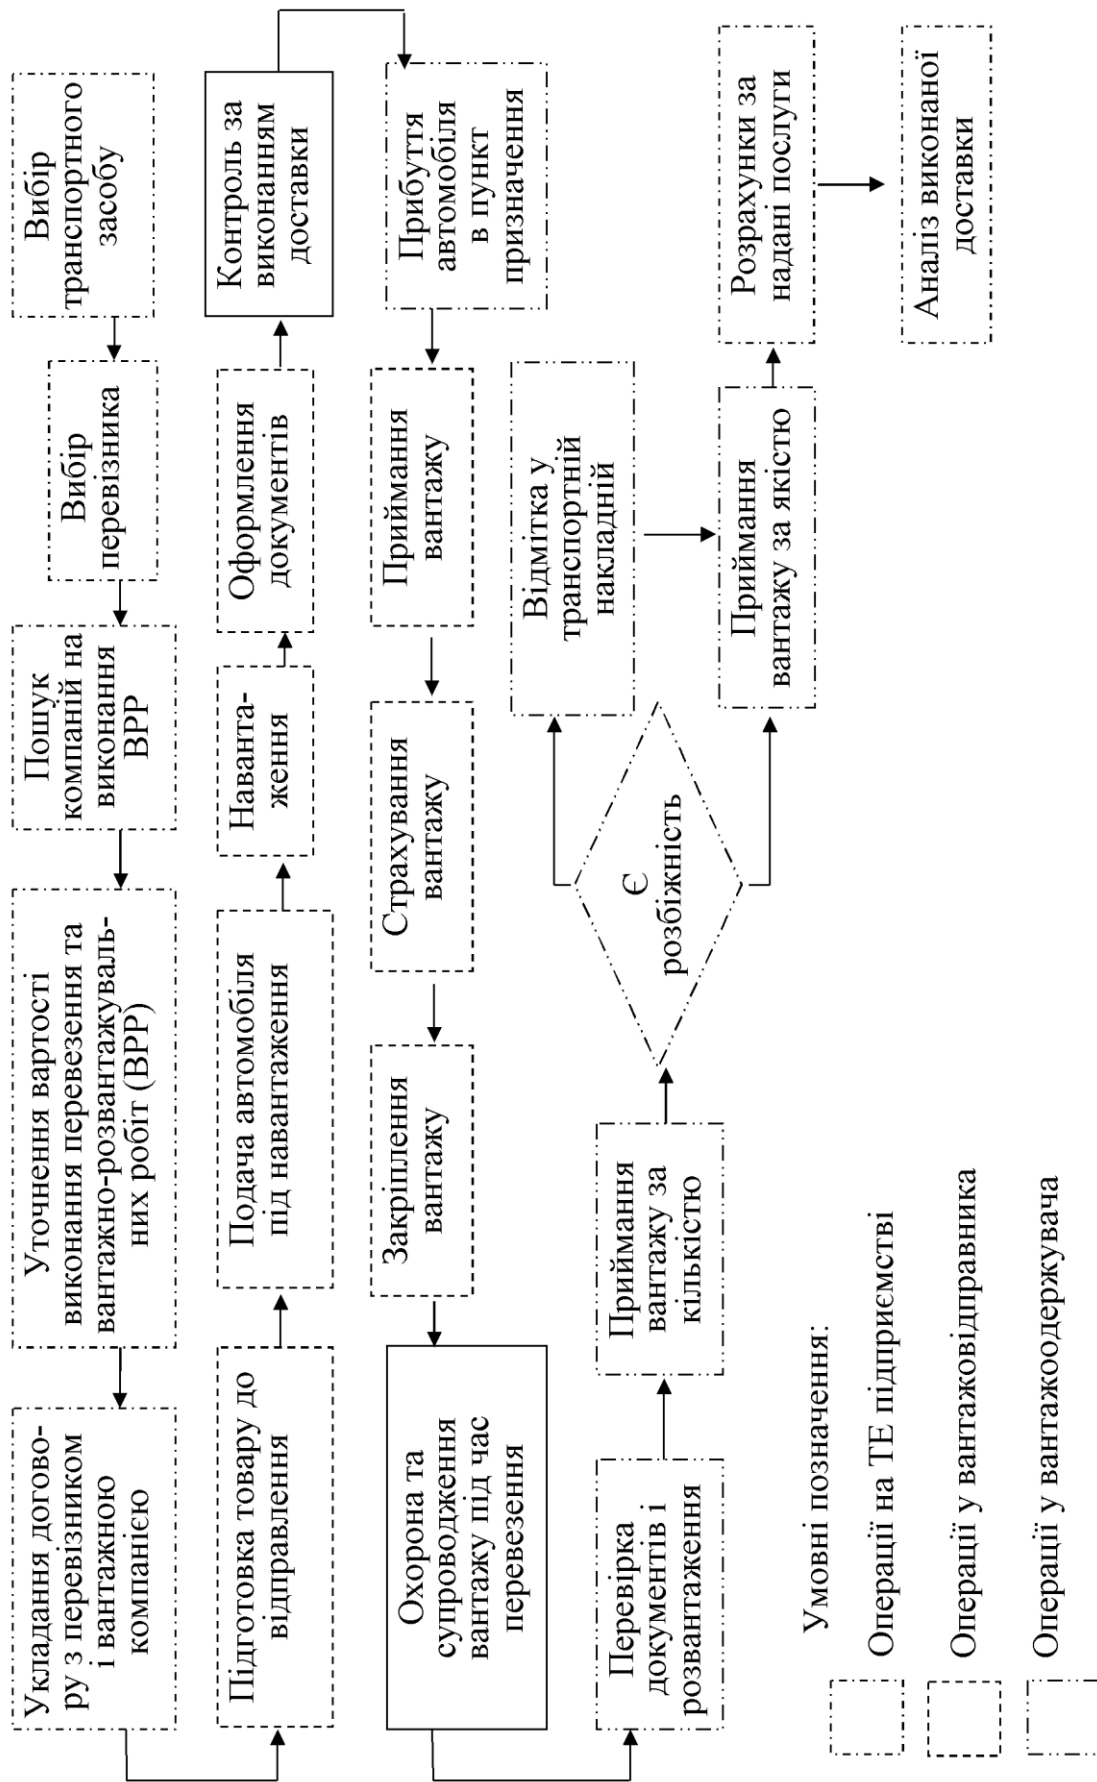 Вибір
транспортного
засобу
Вибір
перевізника
Пошук
компаній на
виконання
ВРР
Уточнення вартості
виконання перевезення та
вантажно-розвантажуваль-
них робіт (ВРР)
Укладання догово-
ру з перевізником
і вантажною
компанією
Підготовка товару до
відправлення
Подача автомобіля
під навантаження
Наванта-
ження
Оформлення
документів
Контроль за
виконанням
доставки
Прибуття
автомобіля
в пункт
призначення
Приймання
вантажу
Страхування
вантажу
Закріплення
вантажу
Охорона та
супроводження
вантажу під час
перевезення
Перевірка
документів і
розвантаження
Приймання
вантажу за
кількістю
Є
розбіжність
Відмітка у
транспортній
накладній
Приймання
вантажу за якістю
Розрахунки за
надані послуги
Аналіз виконаної
доставки
Умовні позначення:
Операції на ТЕ підприємстві
Операції у вантажовідправника
Операції у вантажоодержувача